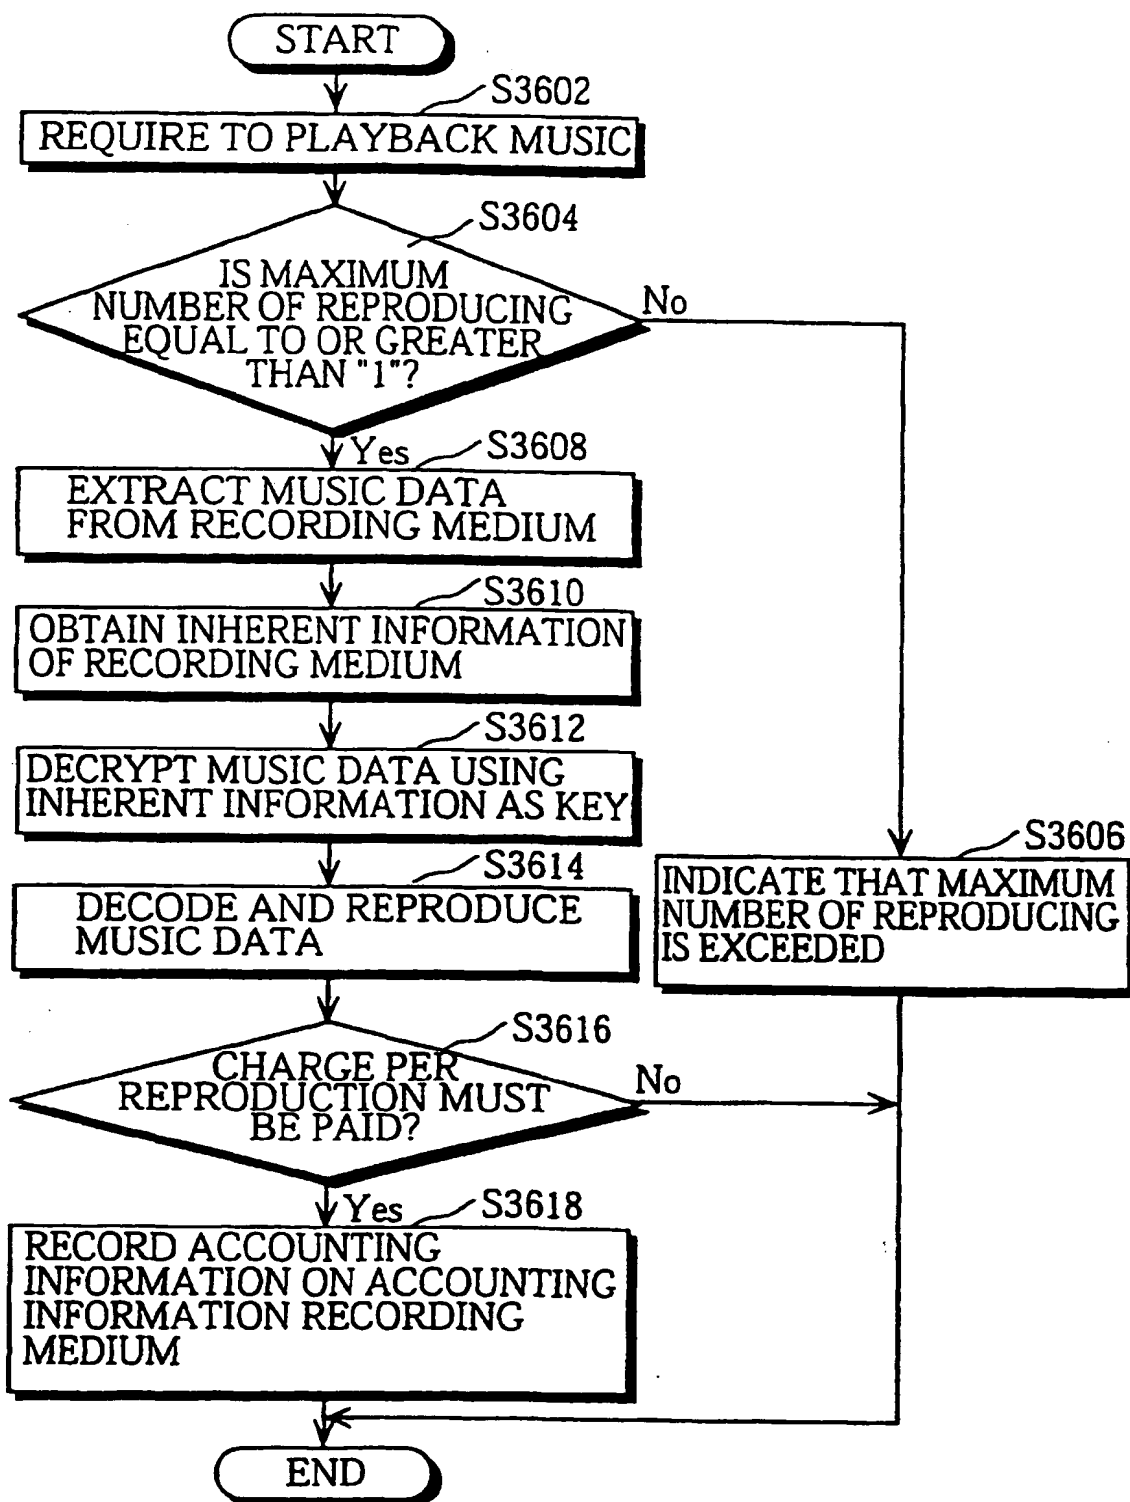 START
S3602
REQUIRE TO PLAYBACK MUSIC
S3604
IS MAXIMUM
NUMBER OF REPRODUCING
EQUAL TO OR GREATER
THAN "1"?
No
Yes
S3608
EXTRACT MUSIC DATA
FROM RECORDING MEDIUM
S3610
OBTAIN INHERENT INFORMATION
OF RECORDING MEDIUM
S3612
DECRYPT MUSIC DATA USING
INHERENT INFORMATION AS KEY
S3614
DECODE AND REPRODUCE
MUSIC DATA
S3606
INDICATE THAT MAXIMUM
NUMBER OF REPRODUCING
IS EXCEEDED
S3616
CHARGE PER
REPRODUCTION MUST
BE PAID?
No
Yes
S3618
RECORD ACCOUNTING
INFORMATION ON ACCOUNTING
INFORMATION RECORDING
MEDIUM
END